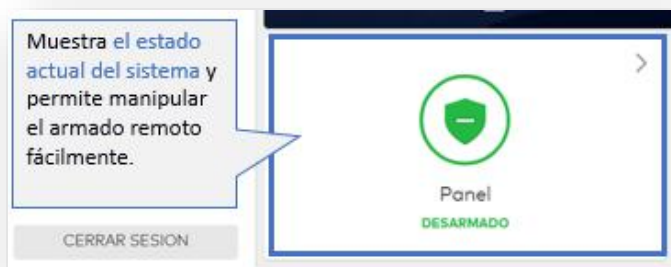 Muestra el estado
actual del sistema y
permite manipular
el armado remoto
fácilmente.
CERRAR SESION
Panel
DESARMADO